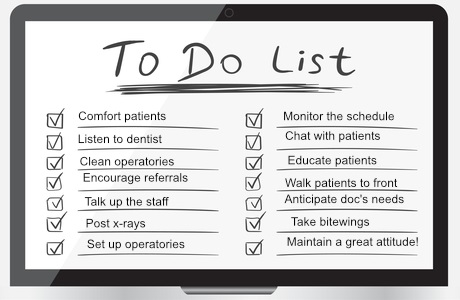 To Do List
Comfort patients
Listen to dentist
Clean operatories
Encourage referrals
Talk up the staff
Post x-rays
Set up operatories
Monitor the schedule
Chat with patients
Educate patients
Walk patients to front
Anticipate doc's needs
Take bitewings
Maintain a great attitude!